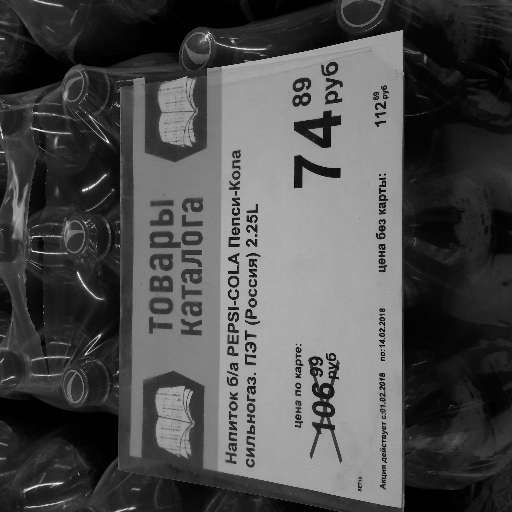 товары
каталога
Напиток б/а PEPSI-COLA Пепси-Кола
сильногаз. ПЭТ (Россия) 2.25L
цена по карте:
106 99 руб
74 89 руб
цена без карты: 112 69 руб
Акция действует с:01.02.2018 по:14.02.2018